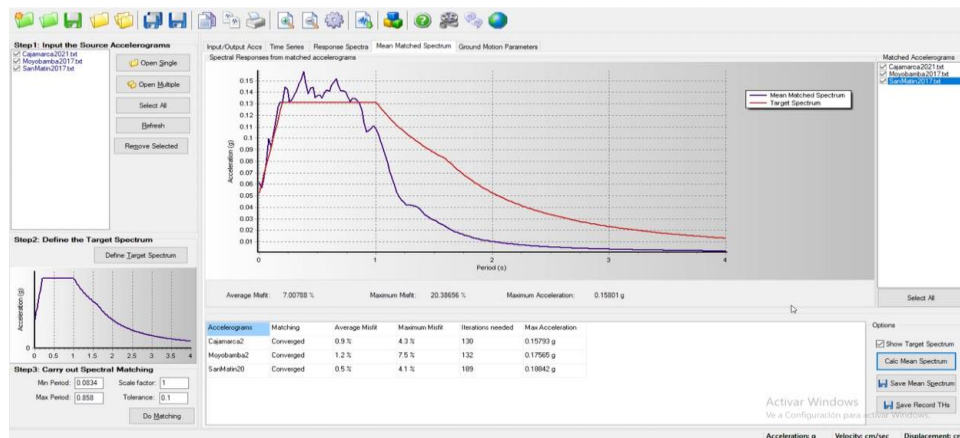 Step1: Input the Source Accelerograms
Cajamarca2021.txt
Moyobamba2017.txt
SanMatin2017.txt
Open Single
Open Multiple
Select All
Refresh
Remove Selected
Step2: Define the Target Spectrum
Define Target Spectrum
Acceleration (g)
0 0.5 1 1.5 2 2.5 3 3.5 4
Step3: Carry out Spectral Matching
Min Period: 0.0834 Scale factor: 1
Max Period: 0.858 Tolerance: 0.1
Do Matching
Input/Output Accs Time Series Response Spectra Mean Matched Spectrum Ground Motion Parameters
Spectral Responses from matched accelerograms
0.15
0.14
0.13
0.12
0.11
0.1
0.09
0.08
0.07
0.06
0.05
0.04
0.03
0.02
0.01
Acceleration (g)
0 1 2 3 4
Period (s)
Mean Matched Spectrum
Target Spectrum
Average Misfit: 7.00788 % Maximum Misfit: 20.38656 % Maximum Acceleration: 0.15801 g
Accelerograms Matching Average Misfit Maximum Misfit Iterations needed Max Acceleration
Cajamarca2 Converged 0.9 % 4.3 % 130 0.15793 g
Moyobamba2 Converged 1.2 % 7.5 % 132 0.17565 g
SanMatin20 Converged 0.5 % 4.1 % 189 0.18842 g
Matched Accelerograms
Cajamarca2021.txt
Moyobamba2017.txt
SanMatin2017.txt
Select All
Options
Show Target Spectrum
Calc Mean Spectrum
Save Mean Spectrum
Save Record THs
Activar Windows
Ve a Configuración para activar Windows.
Acceleration: g Velocity: cm/sec Displacement: c